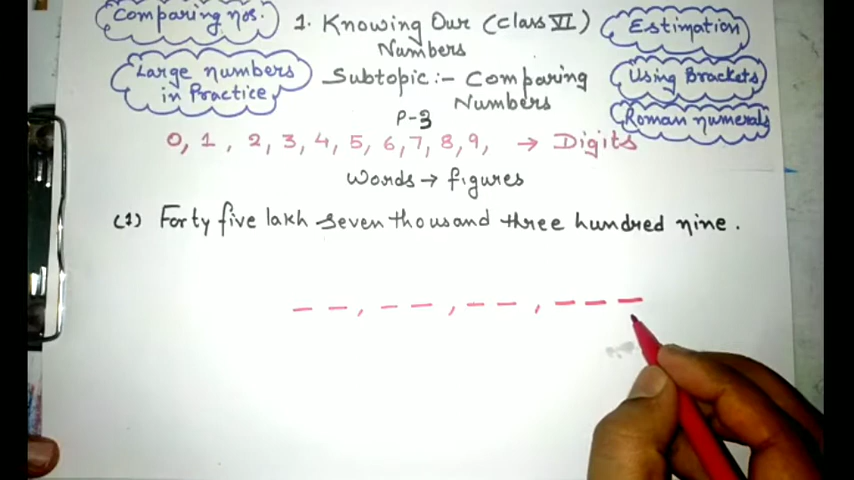 Comparing nos.
1. Knowing Our (Class VI)
Numbers
Estimation
Large numbers
in Practice
Subtopic:- Comparing
Numbers
Using Brackets
Roman numerals
P-3
0, 1, 2, 3, 4, 5, 6, 7, 8, 9, → Digits
Words → figures
(1) Forty five lakh seven thousand three hundred nine.
_ _, _ _, _ _, _ _ _